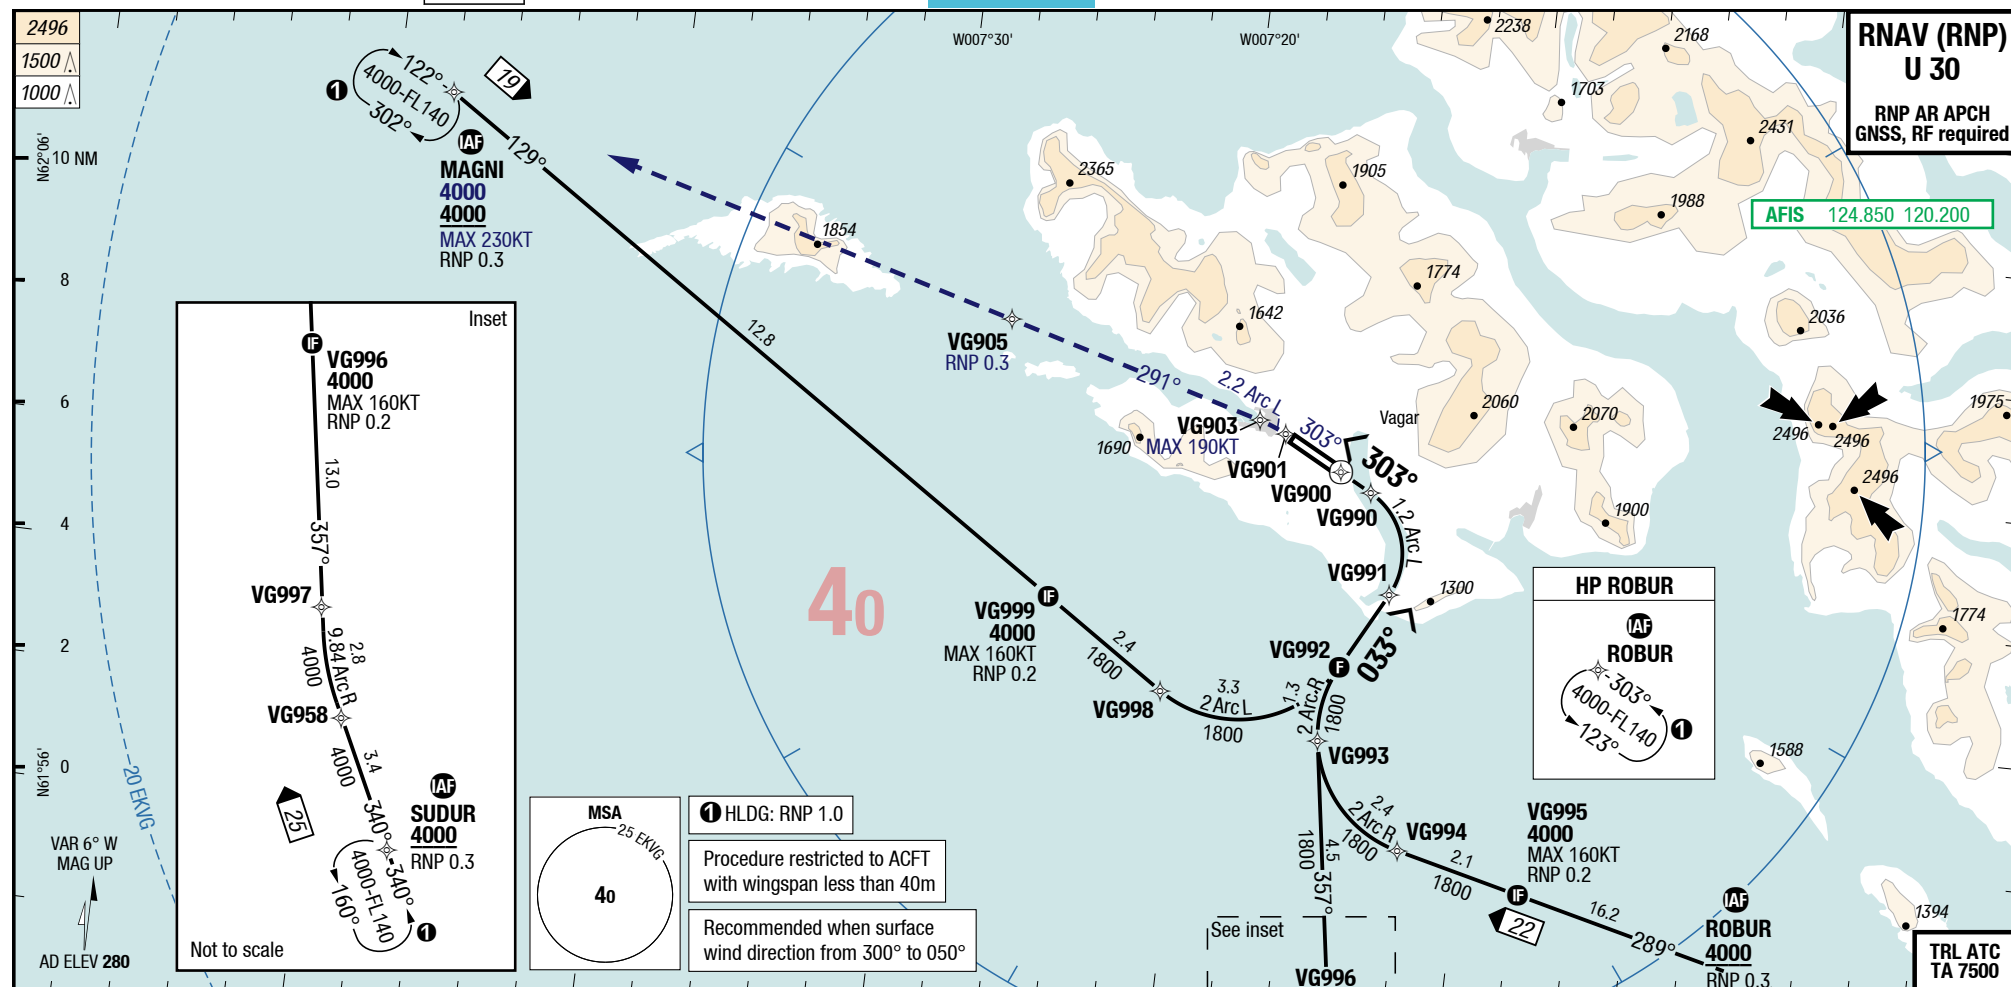 2496
1500
1000
RNAV (RNP)
U 30
RNP AR APCH
GNSS, RF required
W007°30'
W007°20'
2238
2168
1703
2431
1988
AFIS 124.850 120.200
122°
4000-FL140
302°
1
19
IAF
MAGNI
4000
4000
MAX 230KT
RNP 0.3
129°
12.8
N62°06'
10 NM
8
6
4
2
0
N61°56'
1854
2365
1905
1774
1642
2036
2060
2070
1900
1690
1300
2496
2496
2496
1975
1774
1588
1394
VG905
RNP 0.3
291°
2.2 Arc L
VG903
MAX 190KT
303°
VG901
VG900
VG990
Vagar
303°
1.2 Arc L
VG991
033°
Inset
IF
VG996
4000
MAX 160KT
RNP 0.2
13.0
357°
VG997
2.8
9.84 Arc R
4000
VG958
3.4
4000
340°
25
IAF
SUDUR
4000
RNP 0.3
340°
4000-FL140
160°
1
Not to scale
40
IF
VG999
4000
MAX 160KT
RNP 0.2
2.4
1800
VG998
3.3
2 Arc L
1800
VG992
F
1.3
2 Arc R
1800
VG993
2.4
2 Arc R
1800
VG994
4.5
1800
357°
2.1
1800
VG995
4000
MAX 160KT
RNP 0.2
IF
22
16.2
289°
IAF
ROBUR
4000
RNP 0.3
See inset
VG996
HP ROBUR
IAF
ROBUR
303°
4000-FL140
123°
1
20 EKVG
VAR 6° W
MAG UP
AD ELEV 280
MSA
25 EKVG
40
1 HLDG: RNP 1.0
Procedure restricted to ACFT
with wingspan less than 40m
Recommended when surface
wind direction from 300° to 050°
TRL ATC
TA 7500